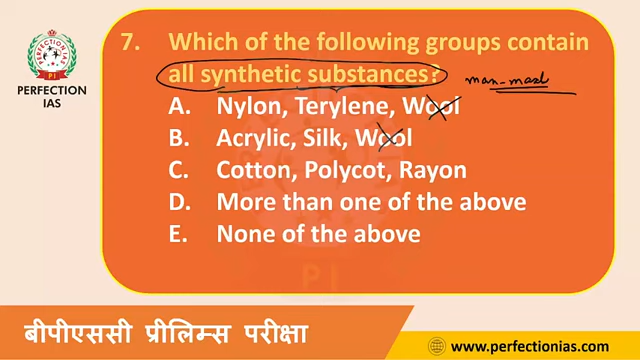 PERFECTION IAS
PI
PERFECTION
IAS
7. Which of the following groups contain
all synthetic substances?
man-mad
A. Nylon, Terylene, Wool
B. Acrylic, Silk, Wool
C. Cotton, Polycot, Rayon
D. More than one of the above
E. None of the above
PI
बीपीएससी प्रीलिम्स परीक्षा
www.perfectionias.com